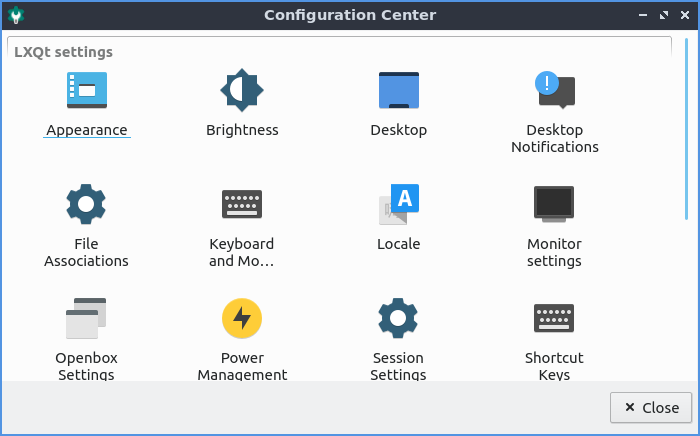 Configuration Center
LXQt settings
Appearance
Brightness
Desktop
Desktop
Notifications
File
Associations
Keyboard
and Mo…
A
Locale
Monitor
settings
Openbox
Settings
Power
Management
Session
Settings
Shortcut
Keys
Close